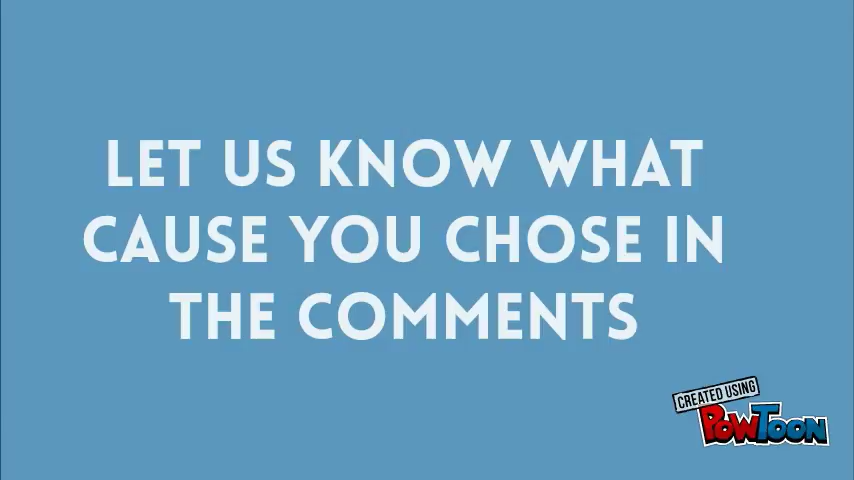 LET US KNOW WHAT
CAUSE YOU CHOSE IN
THE COMMENTS
CREATED USING
POWTOON